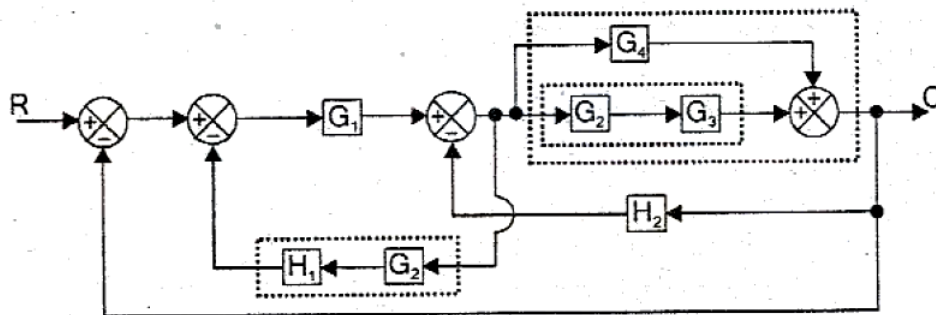 G₄
R
C
+
−
+
−
G₁
+
−
G₂
G₃
+
+
H₂
H₁
G₂